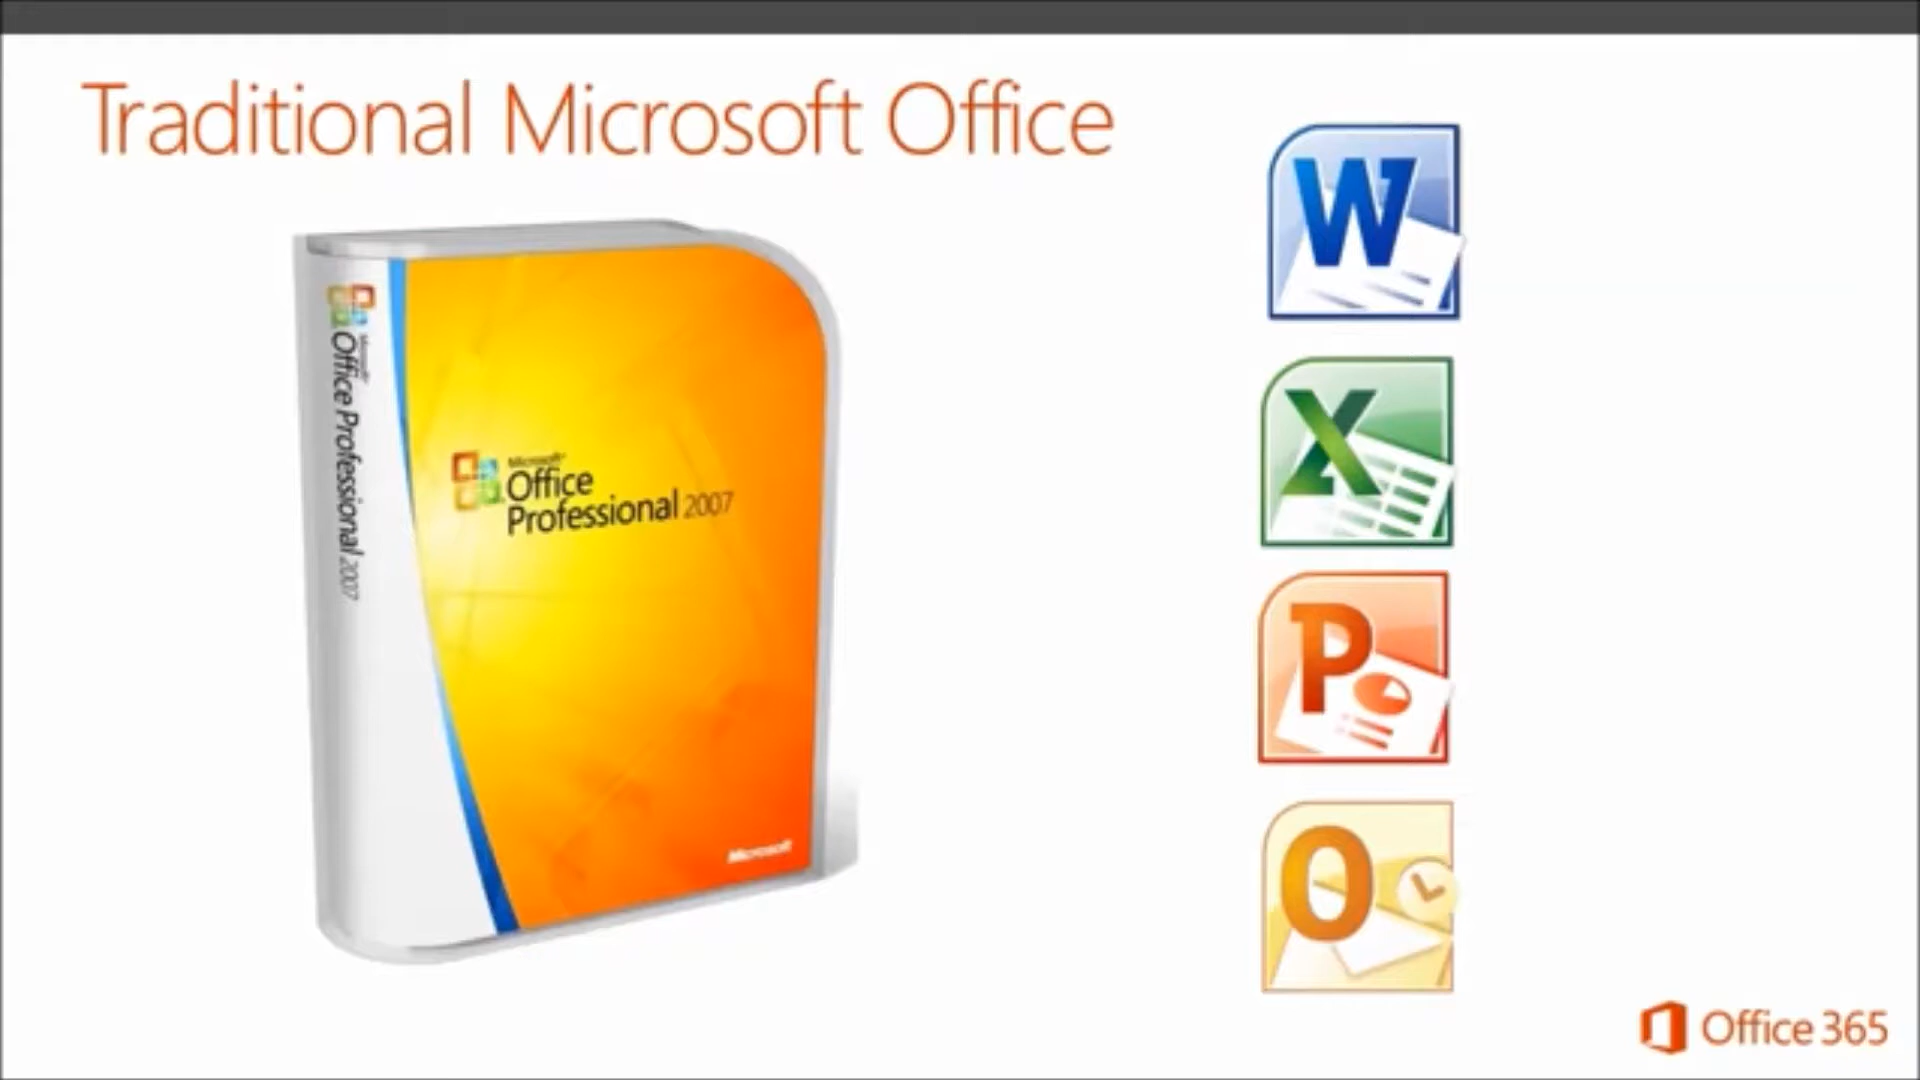 Traditional Microsoft Office
Microsoft
Office Professional 2007
Microsoft
Office
Professional 2007
Microsoft
W
X
P
O
Office 365